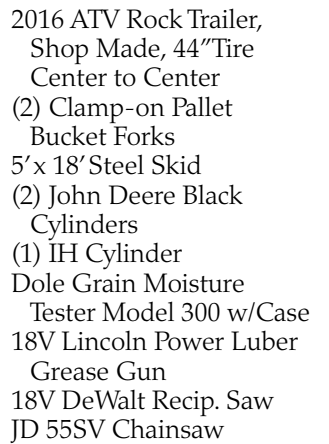 2016 ATV Rock Trailer,
Shop Made, 44” Tire
Center to Center
(2) Clamp-on Pallet
Bucket Forks
5’ x 18’ Steel Skid
(2) John Deere Black
Cylinders
(1) IH Cylinder
Dole Grain Moisture
Tester Model 300 w/Case
18V Lincoln Power Luber
Grease Gun
18V DeWalt Recip. Saw
JD 55SV Chainsaw